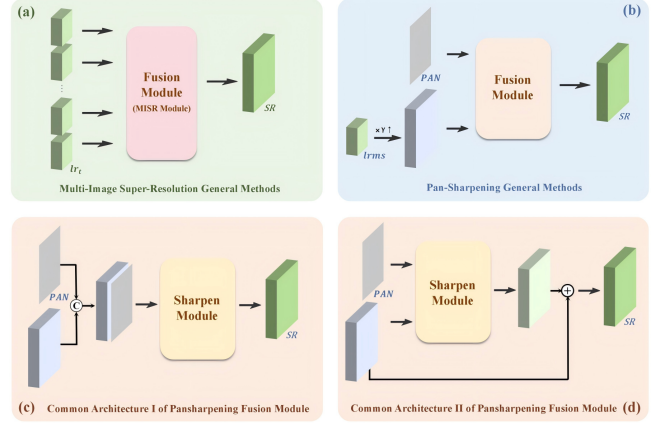 (a)
Fusion
Module
(MISR Module)
SR
lr_t
Multi-Image Super-Resolution General Methods
(b)
PAN
Fusion
Module
SR
× γ ↑
lrms
Pan-Sharpening General Methods
PAN
C
Sharpen
Module
SR
(c) Common Architecture I of Pansharpening Fusion Module
PAN
Sharpen
Module
+
SR
Common Architecture II of Pansharpening Fusion Module (d)